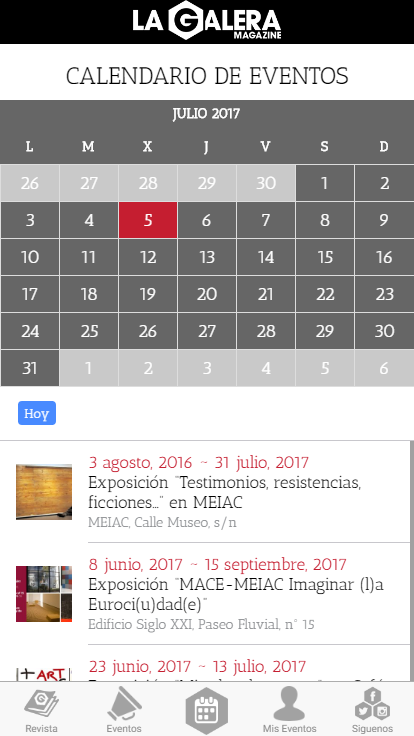 LA GALERA
MAGAZINE
CALENDARIO DE EVENTOS
JULIO 2017
L M X J V S D
26 27 28 29 30 1 2
3 4 5 6 7 8 9
10 11 12 13 14 15 16
17 18 19 20 21 22 23
24 25 26 27 28 29 30
31 1 2 3 4 5 6
Hoy
3 agosto, 2016 ~ 31 julio, 2017
Exposición "Testimonios, resistencias,
ficciones..." en MEIAC
MEIAC, Calle Museo, s/n
8 junio, 2017 ~ 15 septiembre, 2017
Exposición "MACE-MEIAC Imaginar (l)a
Euroci(u)dad(e)"
Edificio Siglo XXI, Paseo Fluvial, nº 15
+ART
23 junio, 2017 ~ 13 julio, 2017
Revista Eventos Mis Eventos Síguenos